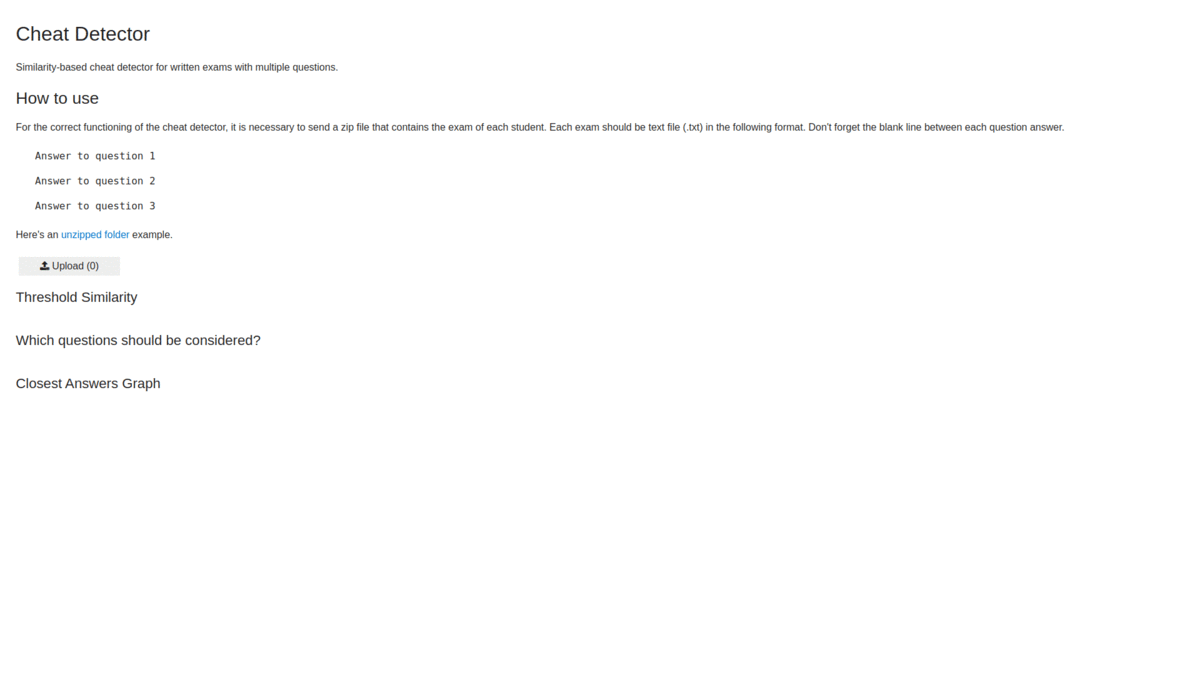 Cheat Detector
Similarity-based cheat detector for written exams with multiple questions.
How to use
For the correct functioning of the cheat detector, it is necessary to send a zip file that contains the exam of each student. Each exam should be text file (.txt) in the following format. Don't forget the blank line between each question answer.
Answer to question 1
Answer to question 2
Answer to question 3
Here's an unzipped folder example.
Upload (0)
Threshold Similarity
Which questions should be considered?
Closest Answers Graph